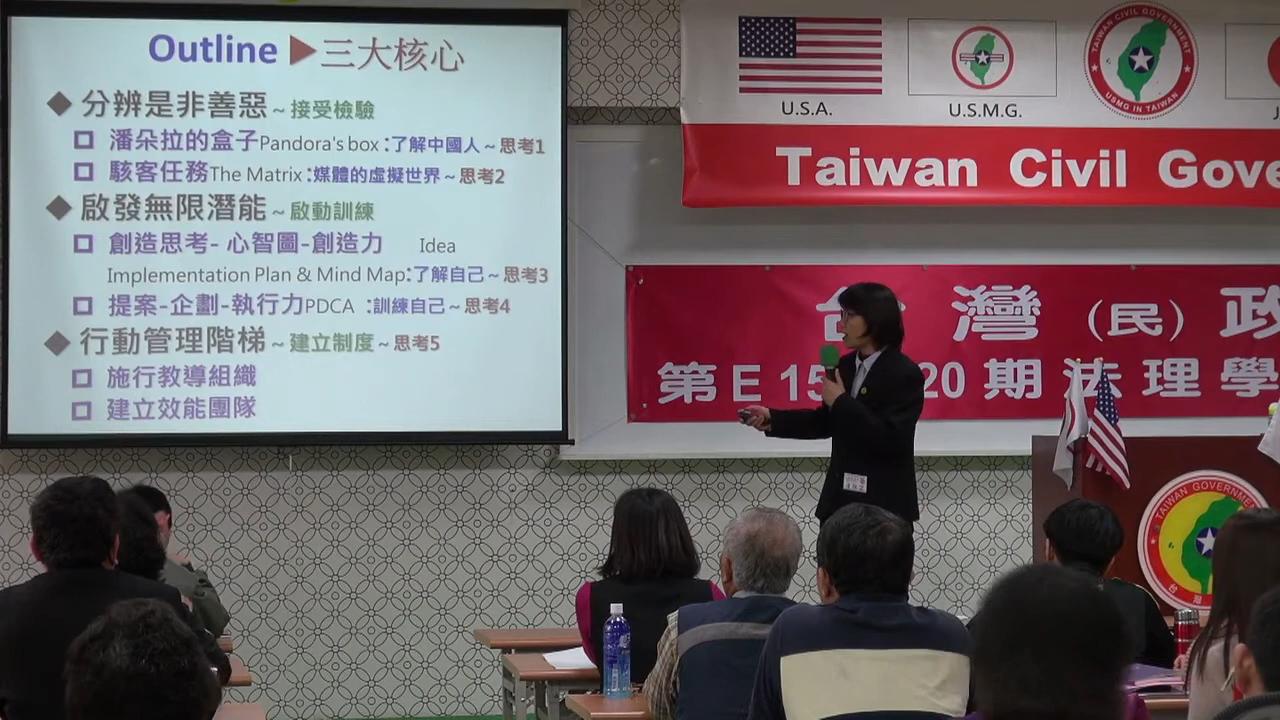 Outline ▶三大核心
◆ 分辨是非善惡 ~ 接受檢驗
潘朵拉的盒子Pandora's box :了解中國人~思考1
駭客任務The Matrix :媒體的虛擬世界~思考2
◆ 啟發無限潛能 ~ 啟動訓練
創造思考- 心智圖-創造力 Idea
Implementation Plan & Mind Map:了解自己~思考3
提案-企劃-執行力PDCA :訓練自己~思考4
◆ 行動管理階梯 ~ 建立制度~思考5
施行教導組織
建立效能團隊
U.S.A.
U.S.M.G.
TAIWAN CIVIL GOVERNMENT
USMG IN TAIWAN
J
Taiwan Civil Gove
台灣(民)政
第E 15 20期法理學
TAIWAN GOVERNMENT
台灣